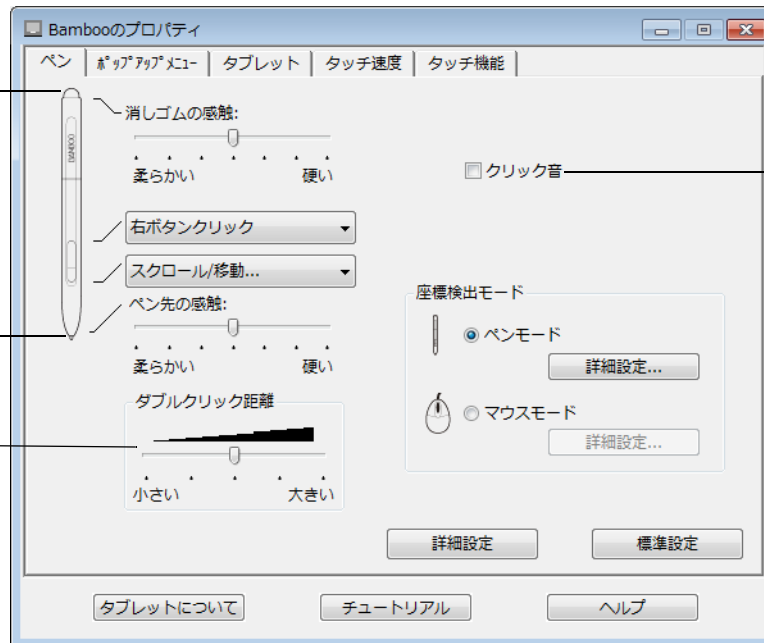 Bambooのプロパティ
ペン
ﾎﾟｯﾌﾟｱｯﾌﾟﾒﾆｭｰ
タブレット
タッチ速度
タッチ機能
BAMBOO
消しゴムの感触:
柔らかい 硬い
クリック音
右ボタンクリック
スクロール/移動...
ペン先の感触:
柔らかい 硬い
座標検出モード
ペンモード
詳細設定...
マウスモード
詳細設定...
ダブルクリック距離
小さい 大きい
詳細設定
標準設定
タブレットについて
チュートリアル
ヘルプ